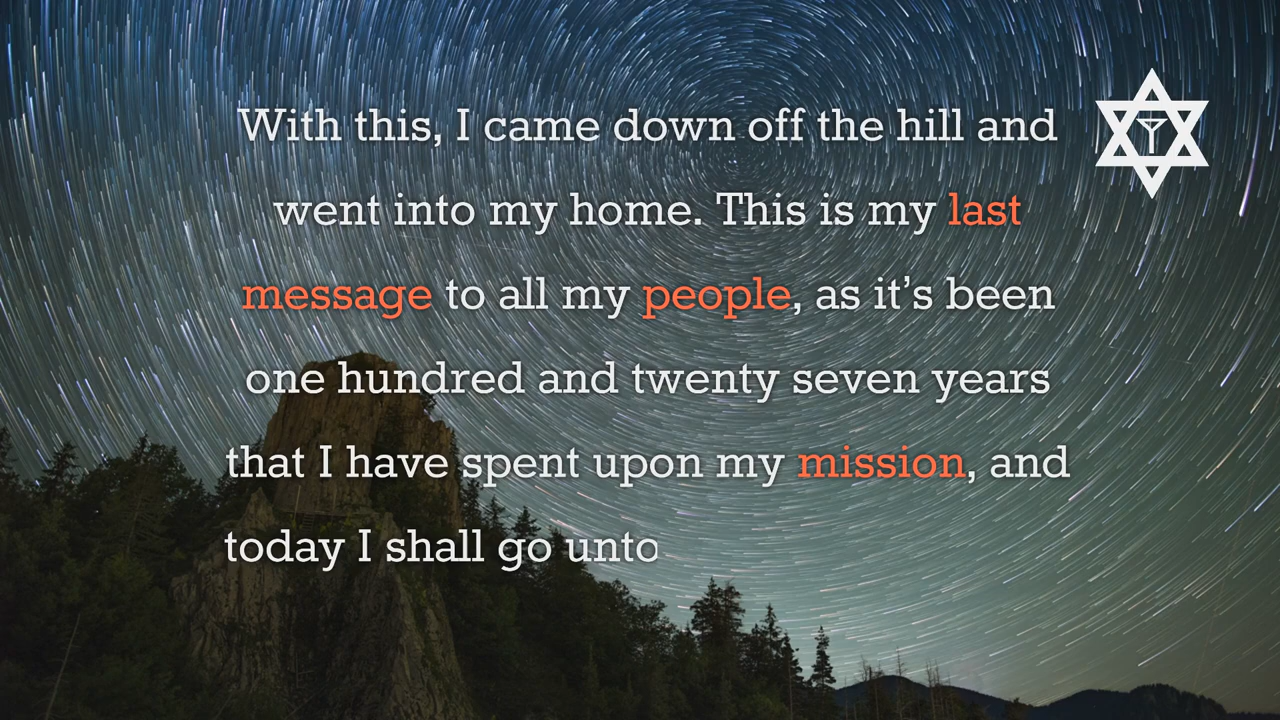 With this, I came down off the hill and
went into my home. This is my last
message to all my people, as it’s been
one hundred and twenty seven years
that I have spent upon my mission, and
today I shall go unto